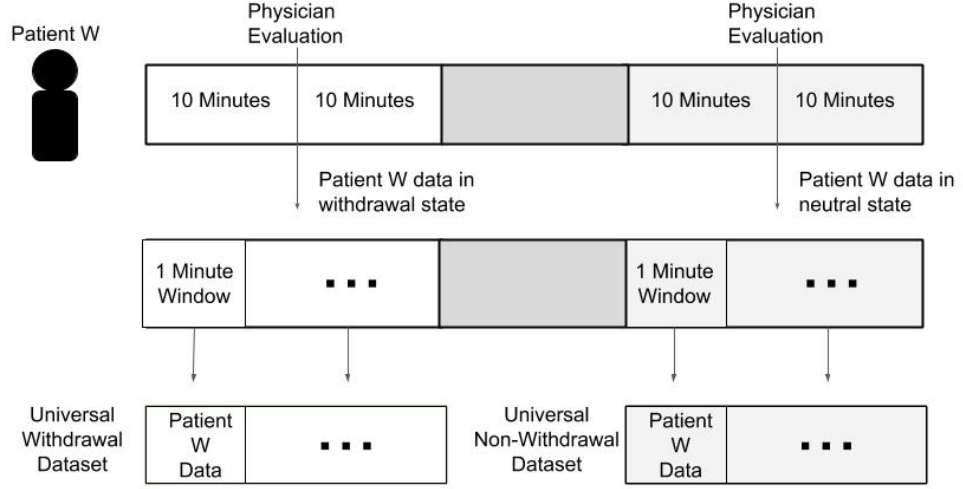 Patient W
Physician
Evaluation
Physician
Evaluation
10 Minutes
10 Minutes
10 Minutes
10 Minutes
Patient W data in
withdrawal state
Patient W data in
neutral state
1 Minute
Window
...
1 Minute
Window
...
Universal
Withdrawal
Dataset
Patient
W
Data
...
Universal
Non-Withdrawal
Dataset
Patient
W
Data
...